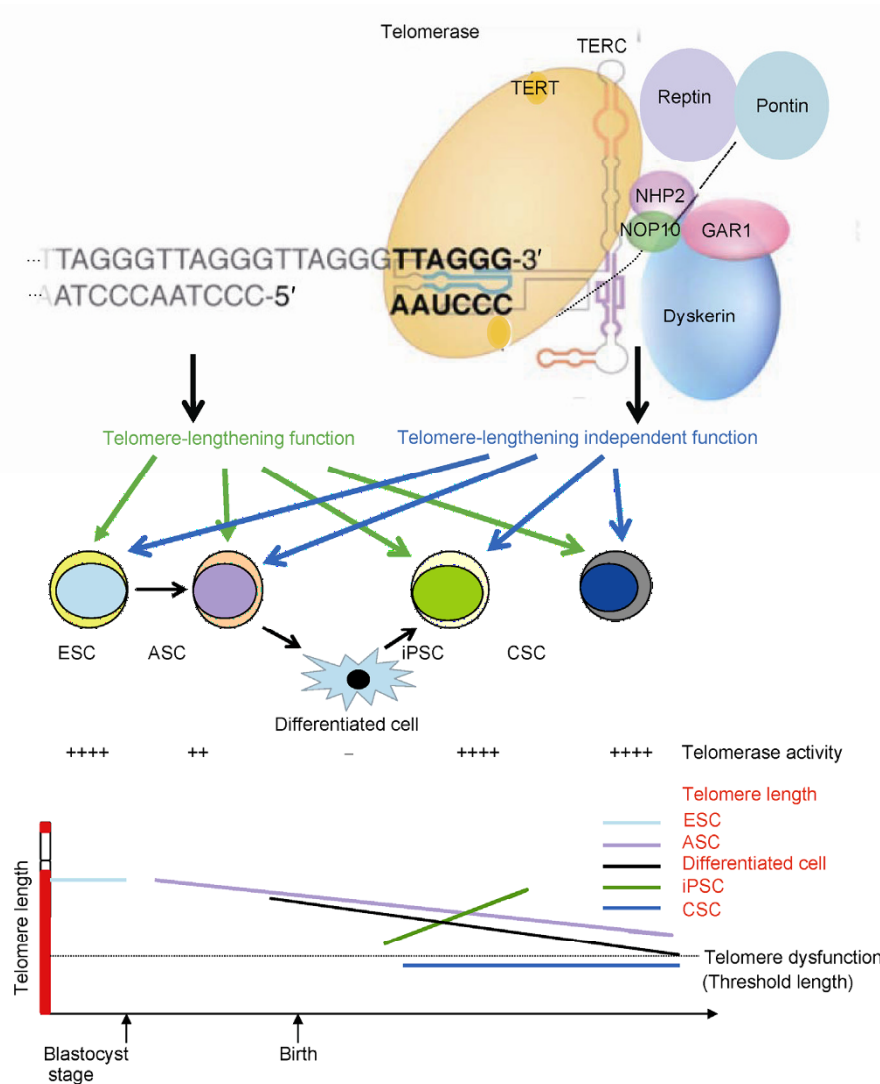 Telomerase
TERC
TERT
Reptin
Pontin
NHP2
NOP10
GAR1
···TTAGGGTTAGGGTTAGGGTTAGGG-3′
···AATCCCAATCCC-5′
AAUCCC
Dyskerin
Telomere-lengthening function
Telomere-lengthening independent function
ESC
ASC
iPSC
CSC
Differentiated cell
++++
++
–
++++
++++
Telomerase activity
Telomere length
ESC
ASC
Differentiated cell
iPSC
CSC
Telomere length
Telomere dysfunction
(Threshold length)
Blastocyst
stage
Birth